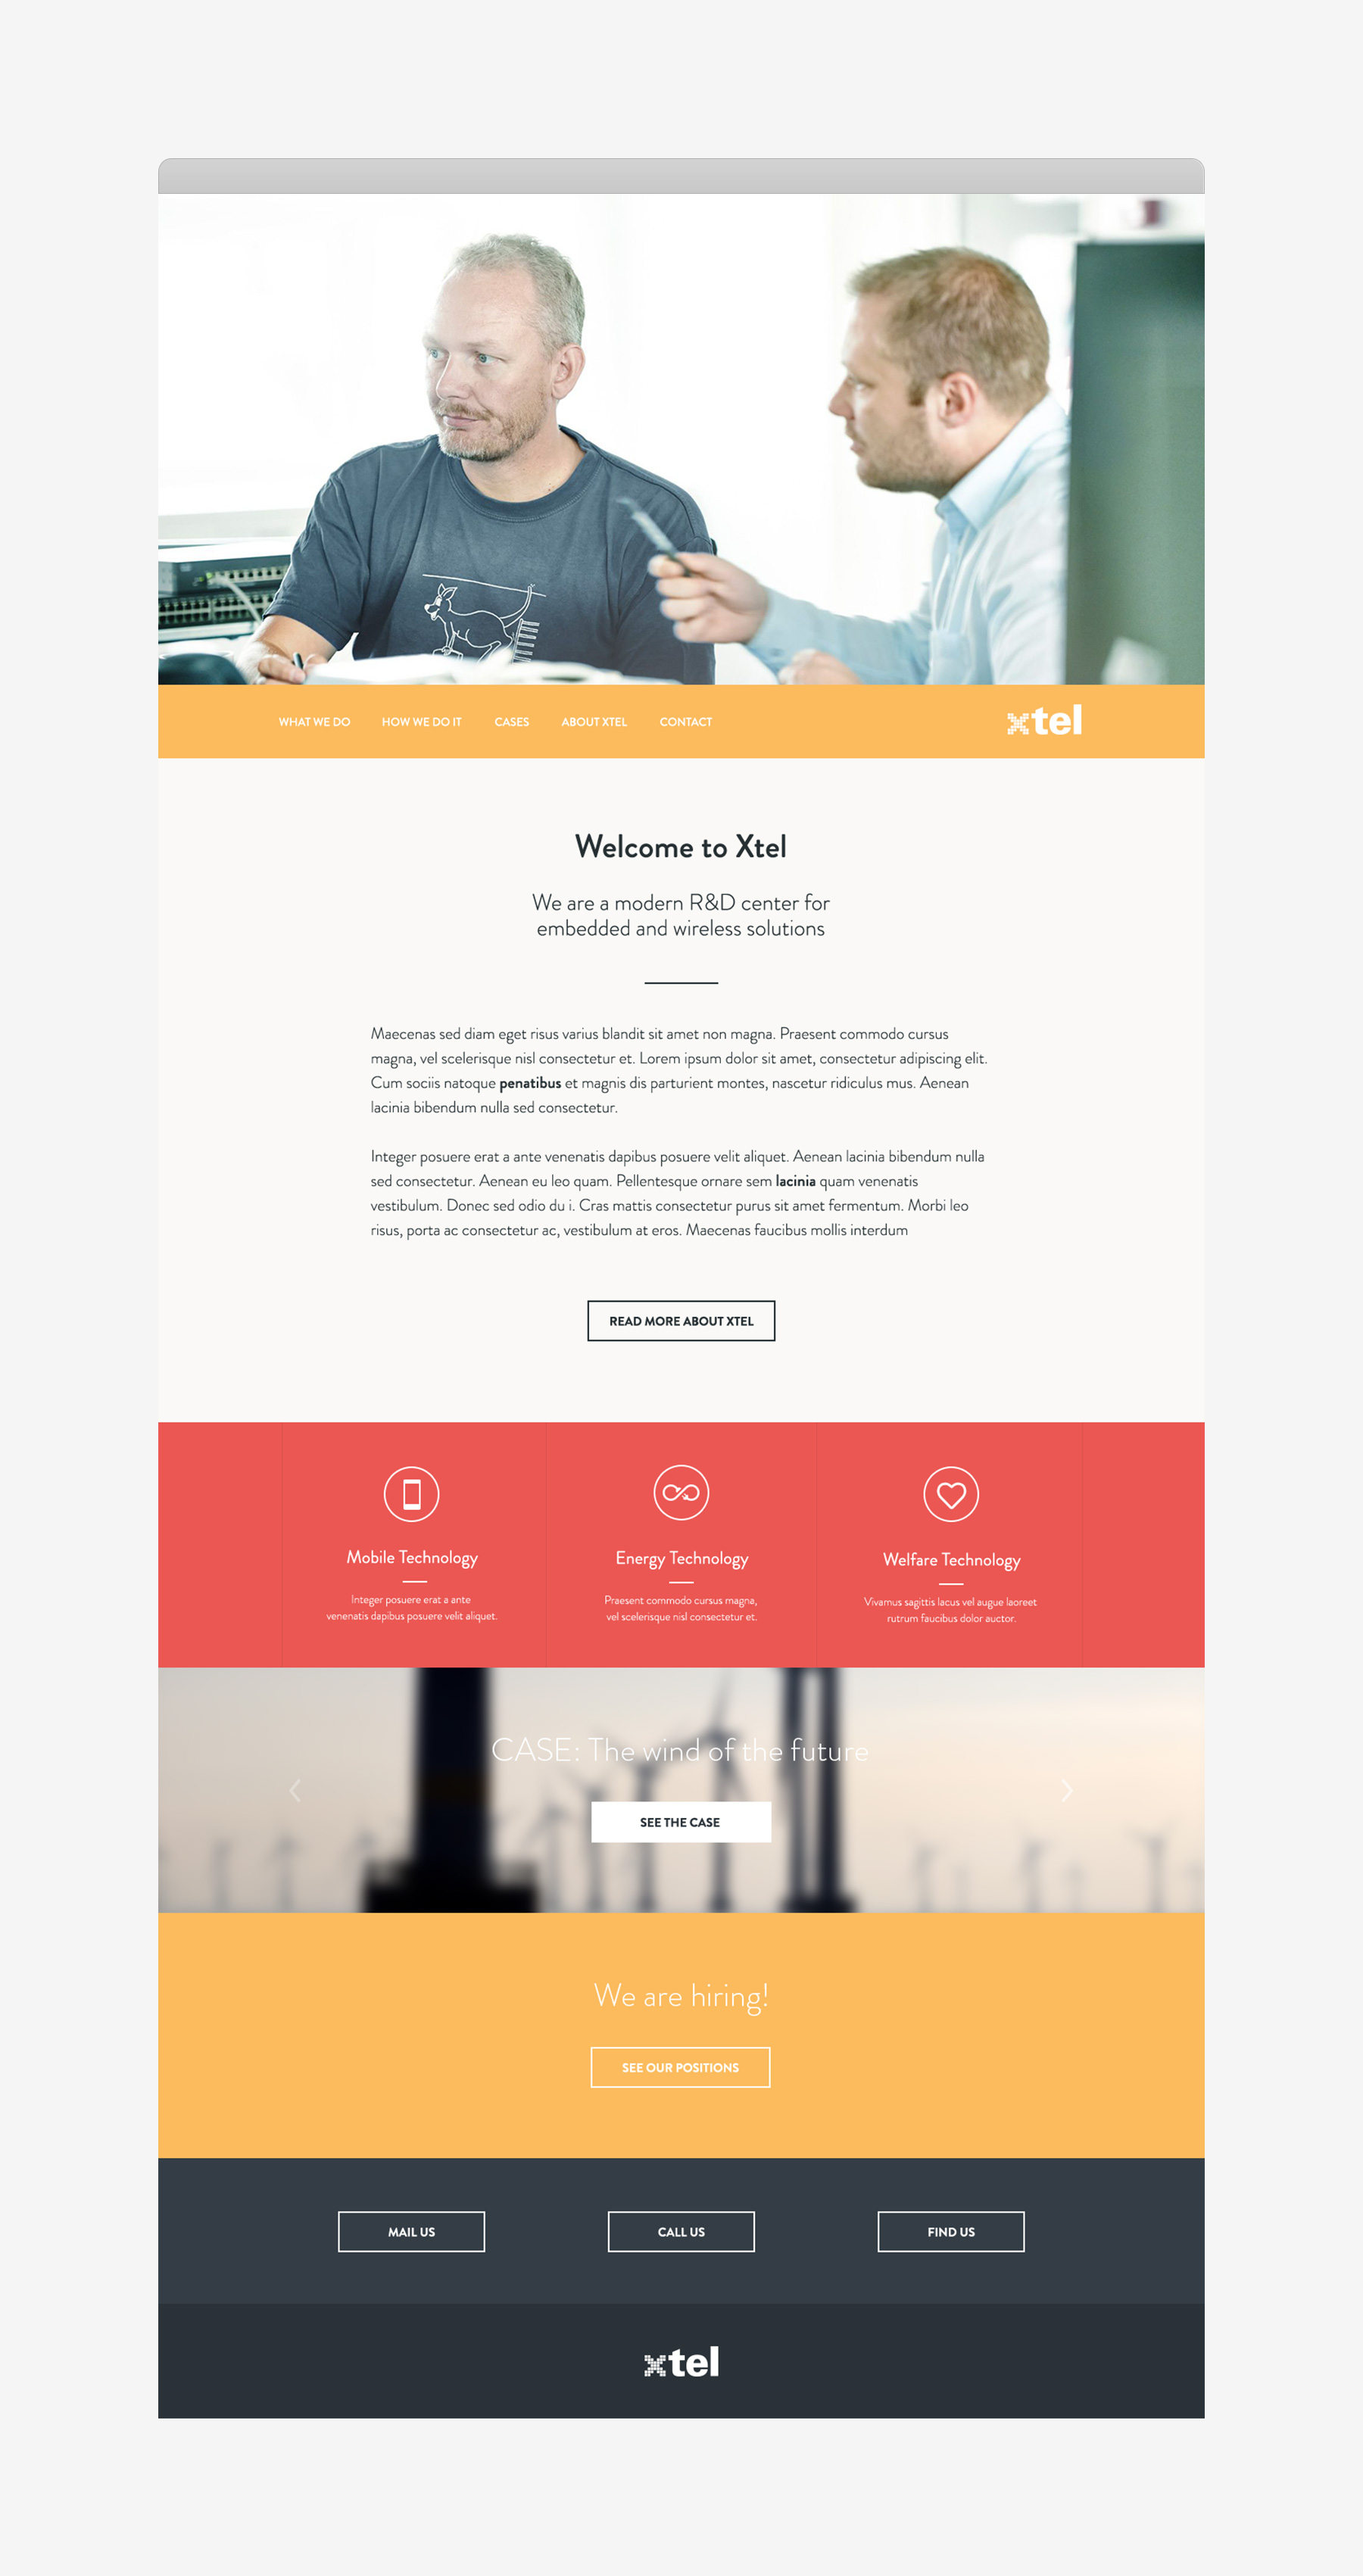 WHAT WE DO HOW WE DO IT CASES ABOUT XTEL CONTACT xtel
Welcome to Xtel
We are a modern R&D center for
embedded and wireless solutions
Maecenas sed diam eget risus varius blandit sit amet non magna. Praesent commodo cursus
magna, vel scelerisque nisl consectetur et. Lorem ipsum dolor sit amet, consectetur adipiscing elit.
Cum sociis natoque penatibus et magnis dis parturient montes, nascetur ridiculus mus. Aenean
lacinia bibendum nulla sed consectetur.
Integer posuere erat a ante venenatis dapibus posuere velit aliquet. Aenean lacinia bibendum nulla
sed consectetur. Aenean eu leo quam. Pellentesque ornare sem lacinia quam venenatis
vestibulum. Donec sed odio du i. Cras mattis consectetur purus sit amet fermentum. Morbi leo
risus, porta ac consectetur ac, vestibulum at eros. Maecenas faucibus mollis interdum
READ MORE ABOUT XTEL
Mobile Technology
Integer posuere erat a ante
venenatis dapibus posuere velit aliquet.
Energy Technology
Praesent commodo cursus magna,
vel scelerisque nisl consectetur et.
Welfare Technology
Vivamus sagittis lacus vel augue laoreet
rutrum faucibus dolor auctor.
CASE: The wind of the future
SEE THE CASE
We are hiring!
SEE OUR POSITIONS
MAIL US CALL US FIND US
xtel